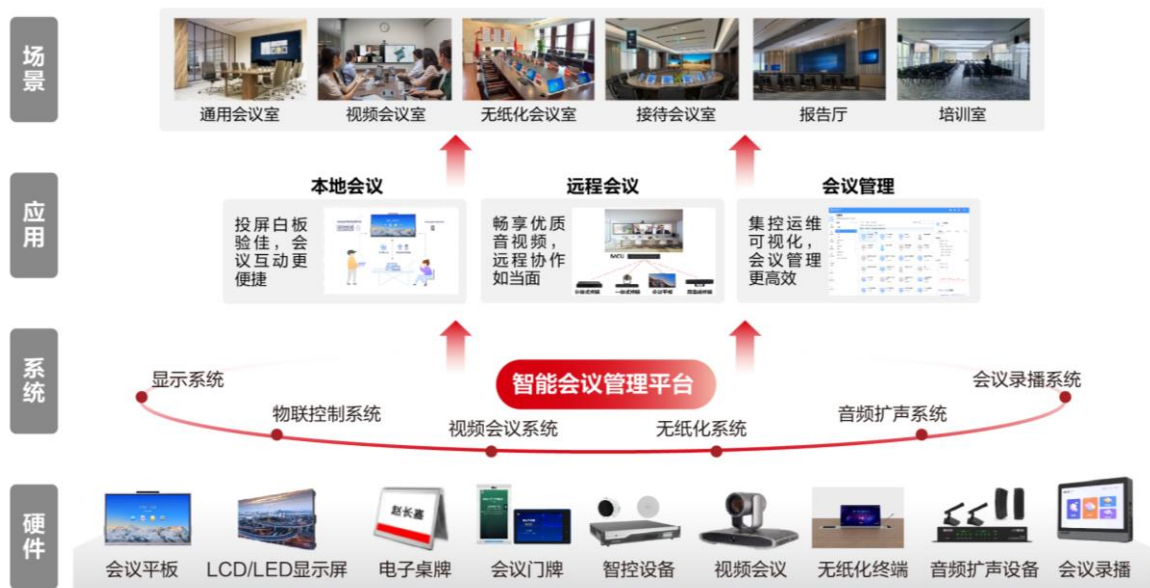 场景
通用会议室
视频会议室
无纸化会议室
接待会议室
报告厅
培训室
应用
本地会议
投屏白板
验佳，会
议互动更
便捷
远程会议
畅享优质
音视频，
远程协作
如当面
MCU
会议管理
集控运维
可视化，
会议管理
更高效
系统
智能会议管理平台
显示系统
物联控制系统
视频会议系统
无纸化系统
音频扩声系统
会议录播系统
硬件
赵长嘉
会议平板
LCD/LED显示屏
电子桌牌
会议门牌
智控设备
视频会议
无纸化终端
音频扩声设备
会议录播